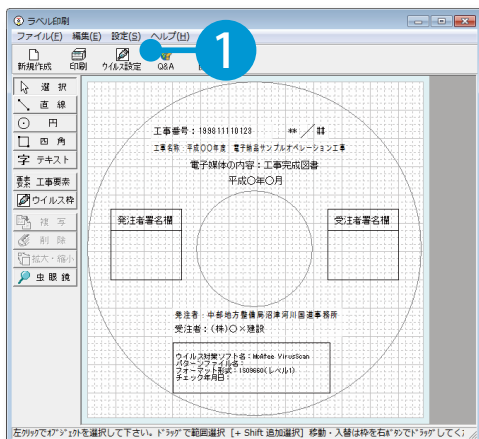 ラベル印刷
ファイル(F) 編集(E) 設定(S) ヘルプ(H)
新規作成 印刷 ウイルス設定 Q&A
1
選択
直線
円
四角
字 テキスト
要素 工事要素
ウイルス枠
複写
削除
拡大・縮小
虫眼鏡
工事番号：199811110123 ** / ##
工事名称：平成○○年度 電子納品サンプルオペレーション工事
電子媒体の内容：工事完成図書
平成○年○月
発注者署名欄 受注者署名欄
発注者：中部地方整備局沼津河川国道事務所
受注者：(株)○×建設
ウイルス対策ソフト名：McAfee VirusScan
パターンファイル名：
フォーマット形式：ISO9660(レベル1)
チェック年月日：
左クリックでオブジェクトを選択して下さい。ドラッグで範囲選択 [+ Shift 追加選択] 移動・入替は枠を右ボタンでドラッグしてく